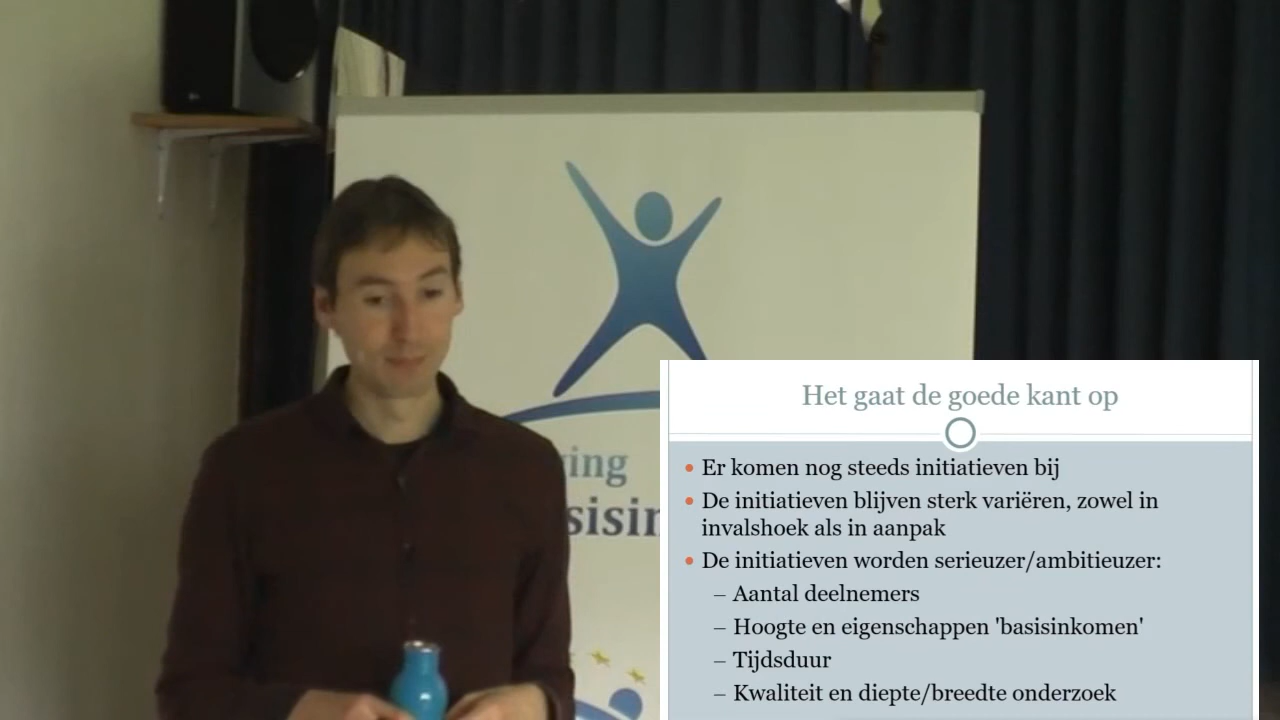 Het gaat de goede kant op
Er komen nog steeds initiatieven bij
De initiatieven blijven sterk variëren, zowel in
invalshoek als in aanpak
De initiatieven worden serieuzer/ambitieuzer:
– Aantal deelnemers
– Hoogte en eigenschappen 'basisinkomen'
– Tijdsduur
– Kwaliteit en diepte/breedte onderzoek